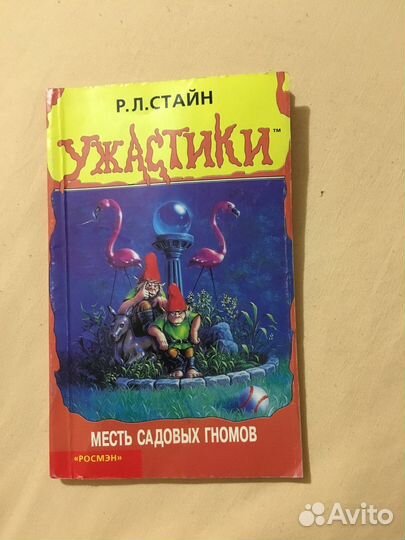 Р.Л.СТАЙН
УЖАСТИКИ™
МЕСТЬ САДОВЫХ ГНОМОВ
«РОСМЭН»
Avito